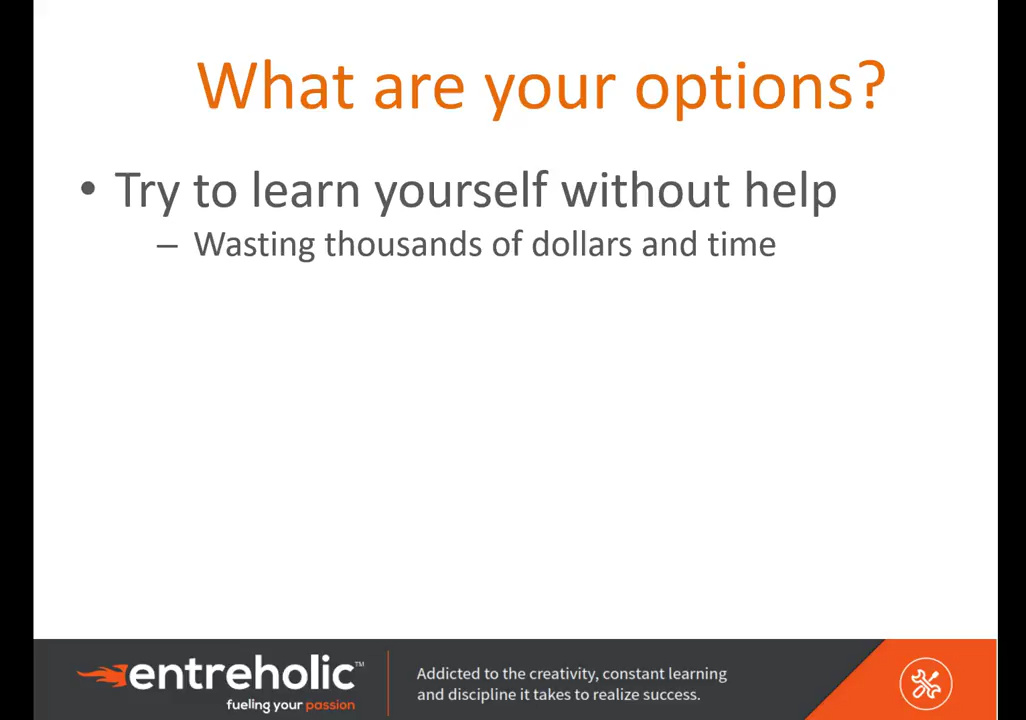 What are your options?
• Try to learn yourself without help
– Wasting thousands of dollars and time
entreholic™
fueling your passion
Addicted to the creativity, constant learning
and discipline it takes to realize success.